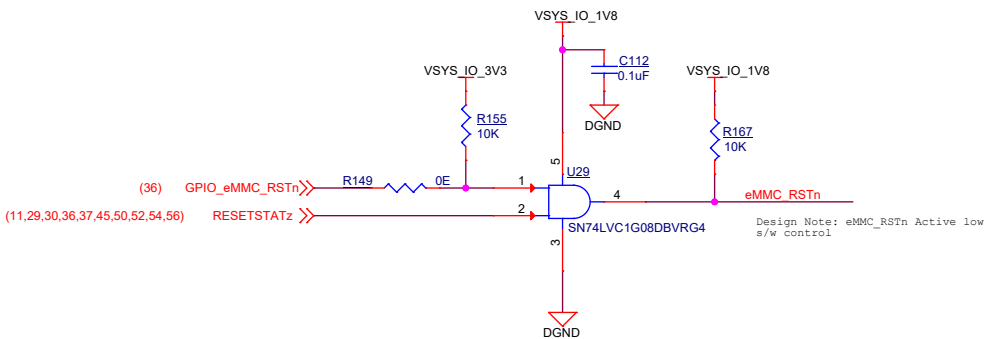 VSYS_IO_1V8
C112
0.1uF
VSYS_IO_3V3
VSYS_IO_1V8
DGND
R155
10K
R167
10K
5
U29
(36) GPIO_eMMC_RSTn R149 0E 1
4 eMMC_RSTn
(11,29,30,36,37,45,50,52,54,56) RESETSTATz 2
SN74LVC1G08DBVRG4
Design Note: eMMC_RSTn Active low
s/w control
3
DGND